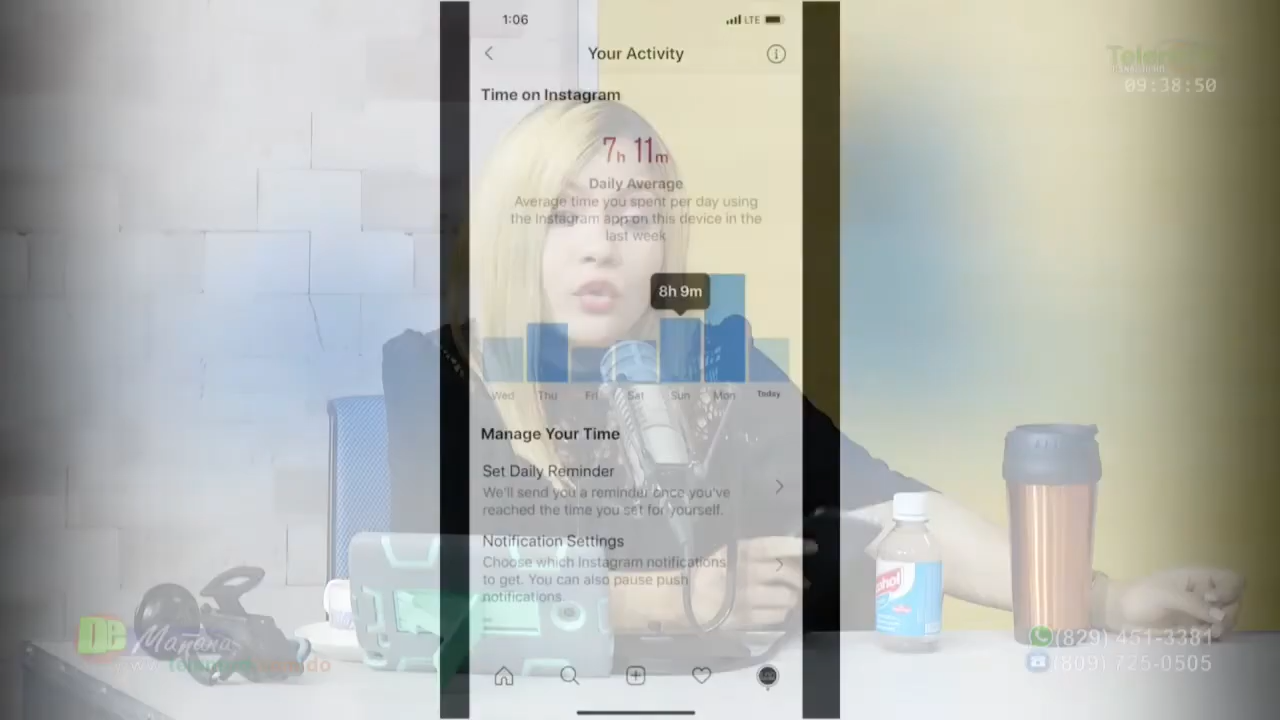 1:06
LTE
Your Activity
Time on Instagram
7h 11m
Daily Average
Average time you spent per day using
the Instagram app on this device in the
last week
8h 9m
Wed Thu Fri Sat Sun Mon Today
Manage Your Time
Set Daily Reminder
We'll send you a reminder once you've
reached the time you set for yourself.
Notification Settings
Choose which Instagram notifications
to get. You can also pause push
notifications.
09:38:50
De
Mañana
(829) 451-3381
(809) 725-0505